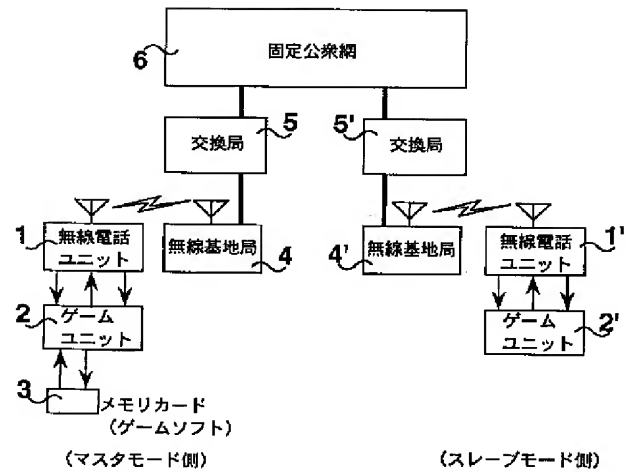 6
固定公衆網
5
交換局
5'
交換局
1
無線電話
ユニット
無線基地局
4
4'
無線基地局
無線電話
ユニット
1'
2
ゲーム
ユニット
ゲーム
ユニット
2'
3
メモリカード
(ゲームソフト)
(マスタモード側)
(スレーブモード側)